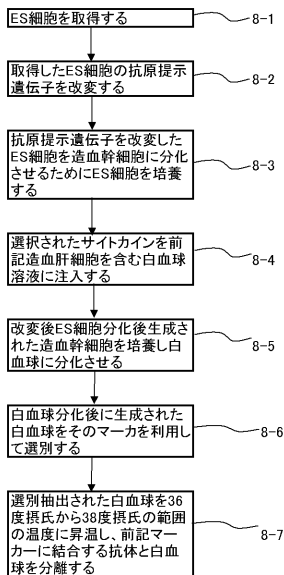 ES細胞を取得する
8-1
取得したES細胞の抗原提示
遺伝子を改変する
8-2
抗原提示遺伝子を改変した
ES細胞を造血幹細胞に分化
させるためにES細胞を培養
する
8-3
選択されたサイトカインを前
記造血肝細胞を含む白血球
溶液に注入する
8-4
改変後ES細胞分化後生成さ
れた造血幹細胞を培養し白
血球に分化させる
8-5
白血球分化後に生成された
白血球をそのマーカを利用し
て選別する
8-6
選別抽出された白血球を36
度摂氏から38度摂氏の範囲
の温度に昇温し、前記マー
カーに結合する抗体と白血
球を分離する
8-7